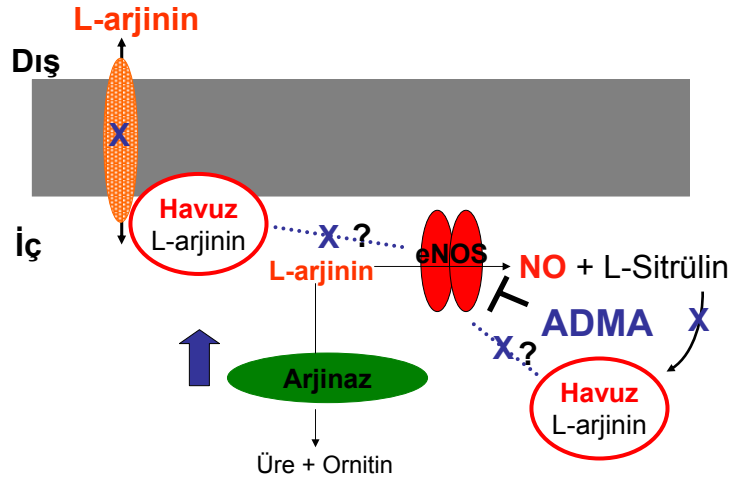 L-arjinin
Dış
X
Havuz
L-arjinin
İç
X ?
eNOS
L-arjinin
NO + L-Sitrülin
ADMA
X
X ?
Arjinaz
Havuz
L-arjinin
Üre + Ornitin